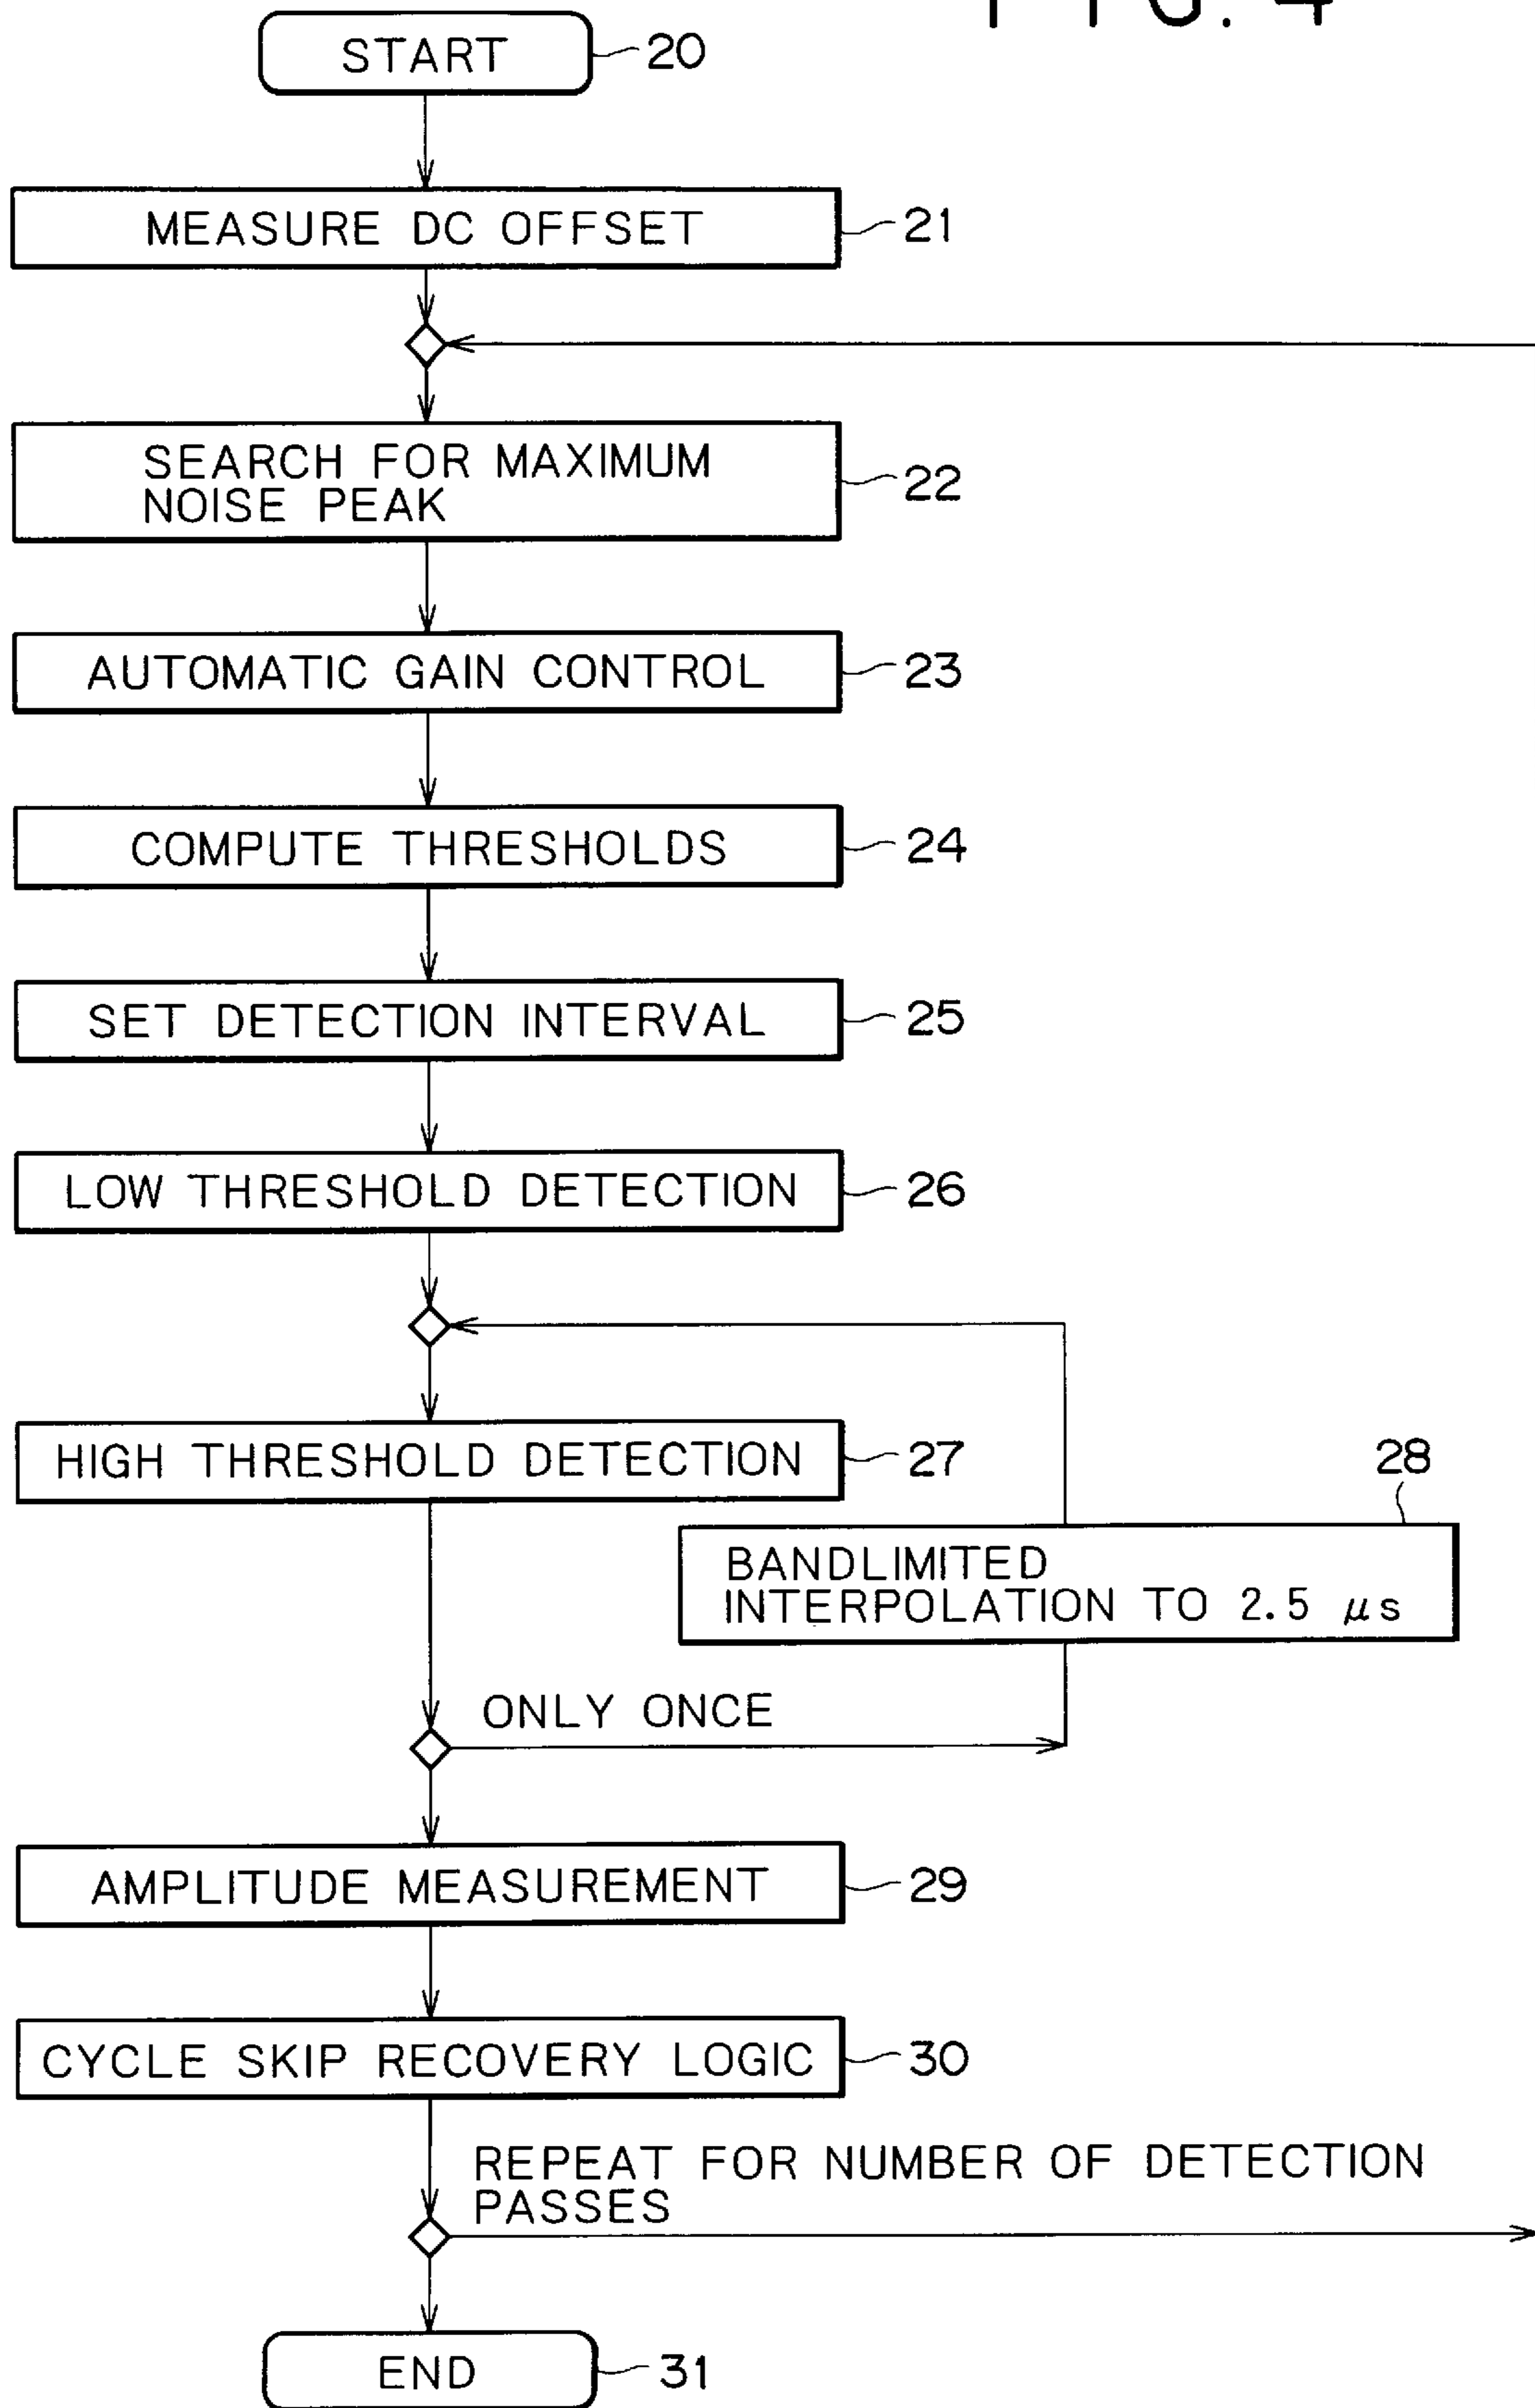 FIG. 4
START
20
MEASURE DC OFFSET
21
SEARCH FOR MAXIMUM
NOISE PEAK
22
AUTOMATIC GAIN CONTROL
23
COMPUTE THRESHOLDS
24
SET DETECTION INTERVAL
25
LOW THRESHOLD DETECTION
26
HIGH THRESHOLD DETECTION
27
28
BANDLIMITED
INTERPOLATION TO 2.5 μs
ONLY ONCE
AMPLITUDE MEASUREMENT
29
CYCLE SKIP RECOVERY LOGIC
30
REPEAT FOR NUMBER OF DETECTION
PASSES
END
31